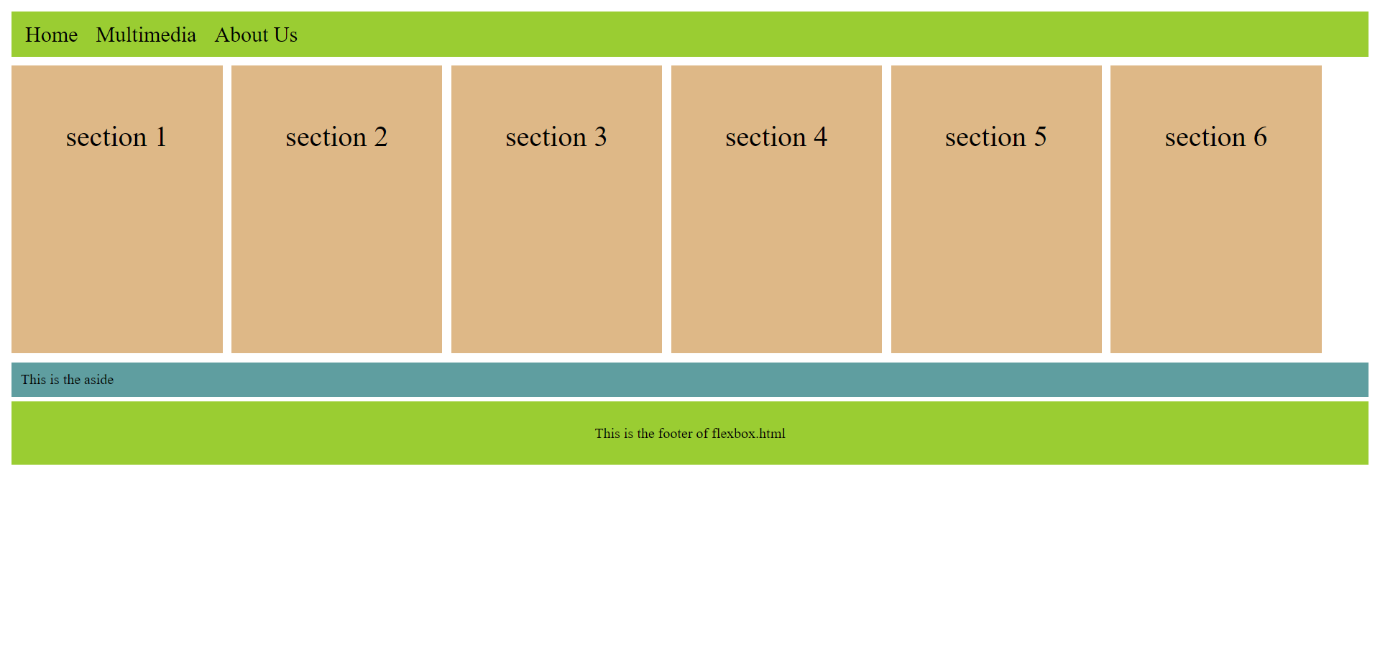 Home Multimedia About Us
section 1 section 2 section 3 section 4 section 5 section 6
This is the aside
This is the footer of flexbox.html